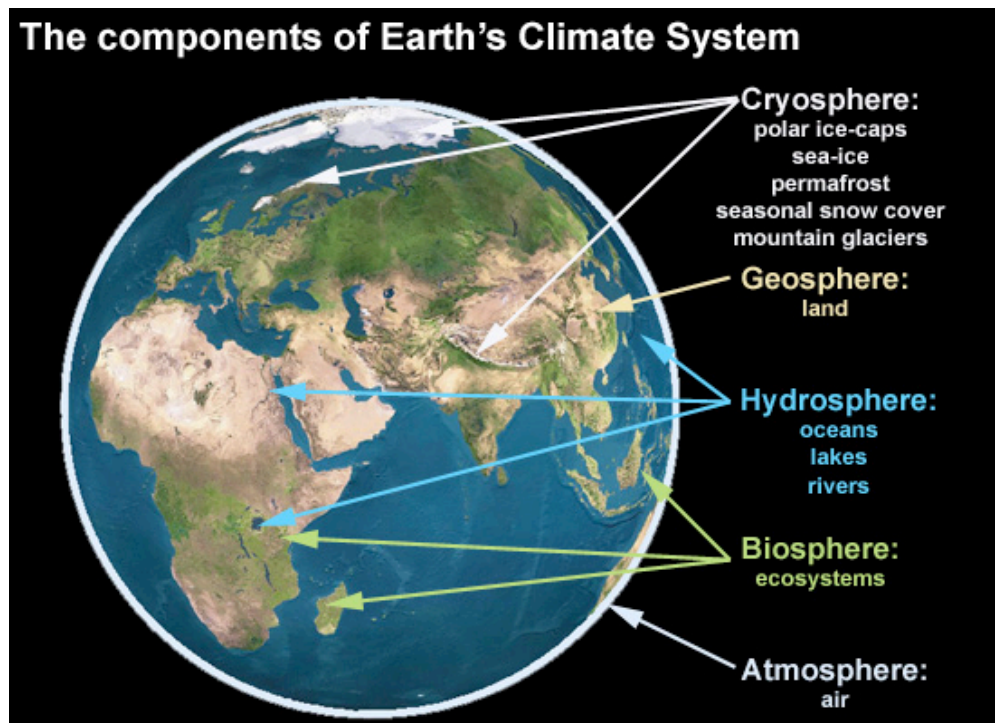 The components of Earth's Climate System
Cryosphere:
polar ice-caps
sea-ice
permafrost
seasonal snow cover
mountain glaciers
Geosphere:
land
Hydrosphere:
oceans
lakes
rivers
Biosphere:
ecosystems
Atmosphere:
air